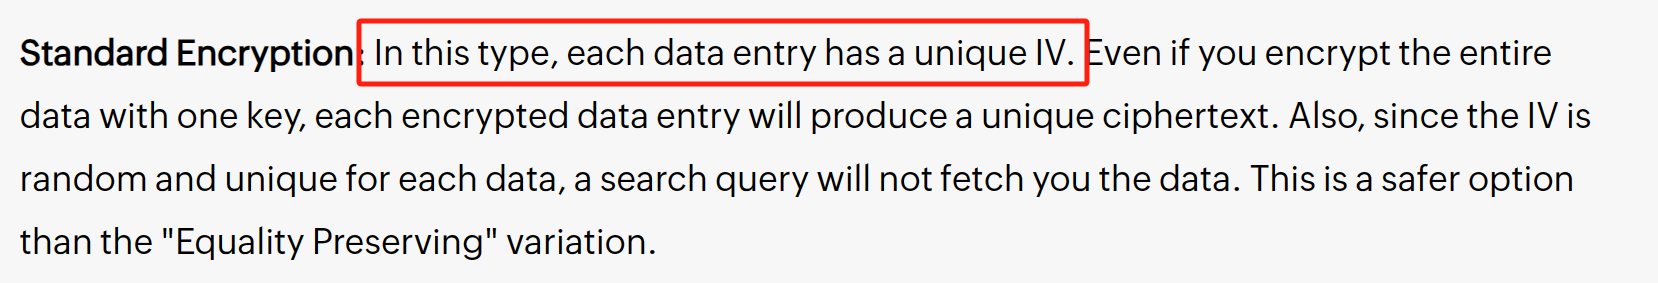 Standard Encryption: In this type, each data entry has a unique IV. Even if you encrypt the entire
data with one key, each encrypted data entry will produce a unique ciphertext. Also, since the IV is
random and unique for each data, a search query will not fetch you the data. This is a safer option
than the "Equality Preserving" variation.